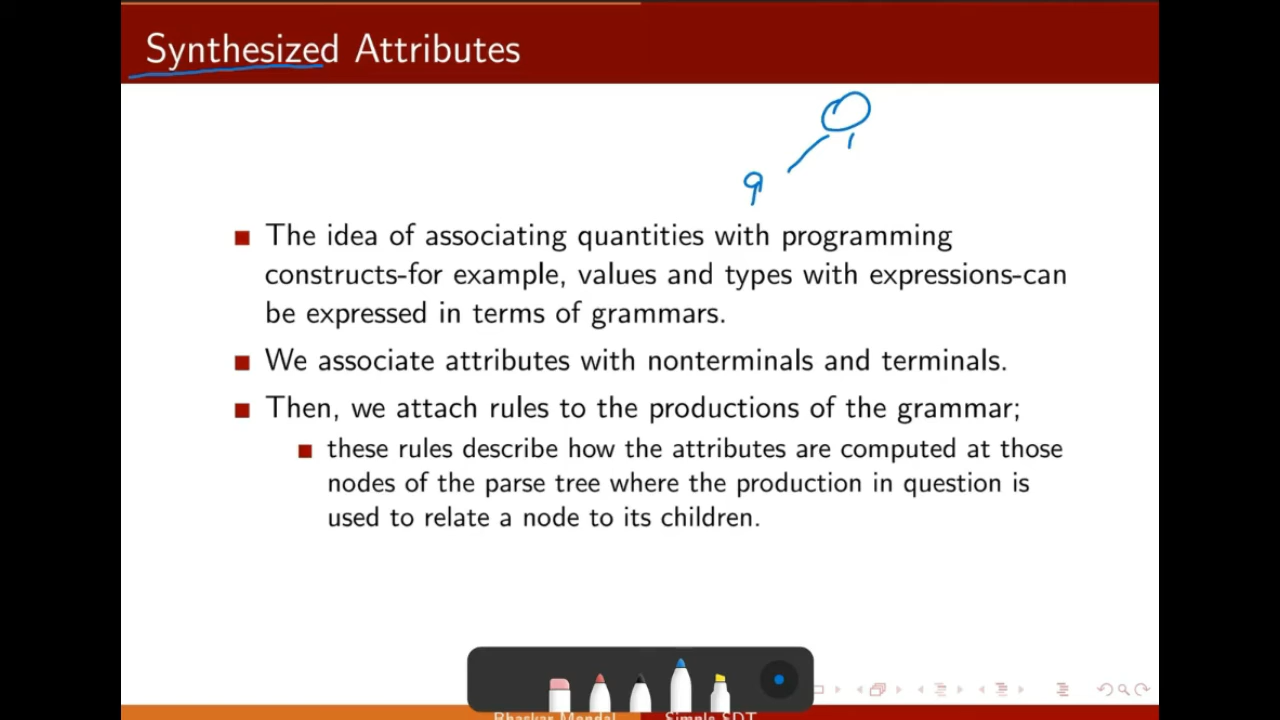 Synthesized Attributes
9
The idea of associating quantities with programming
constructs-for example, values and types with expressions-can
be expressed in terms of grammars.
We associate attributes with nonterminals and terminals.
Then, we attach rules to the productions of the grammar;
these rules describe how the attributes are computed at those
nodes of the parse tree where the production in question is
used to relate a node to its children.
Bhaskar Mondal Simple SDT